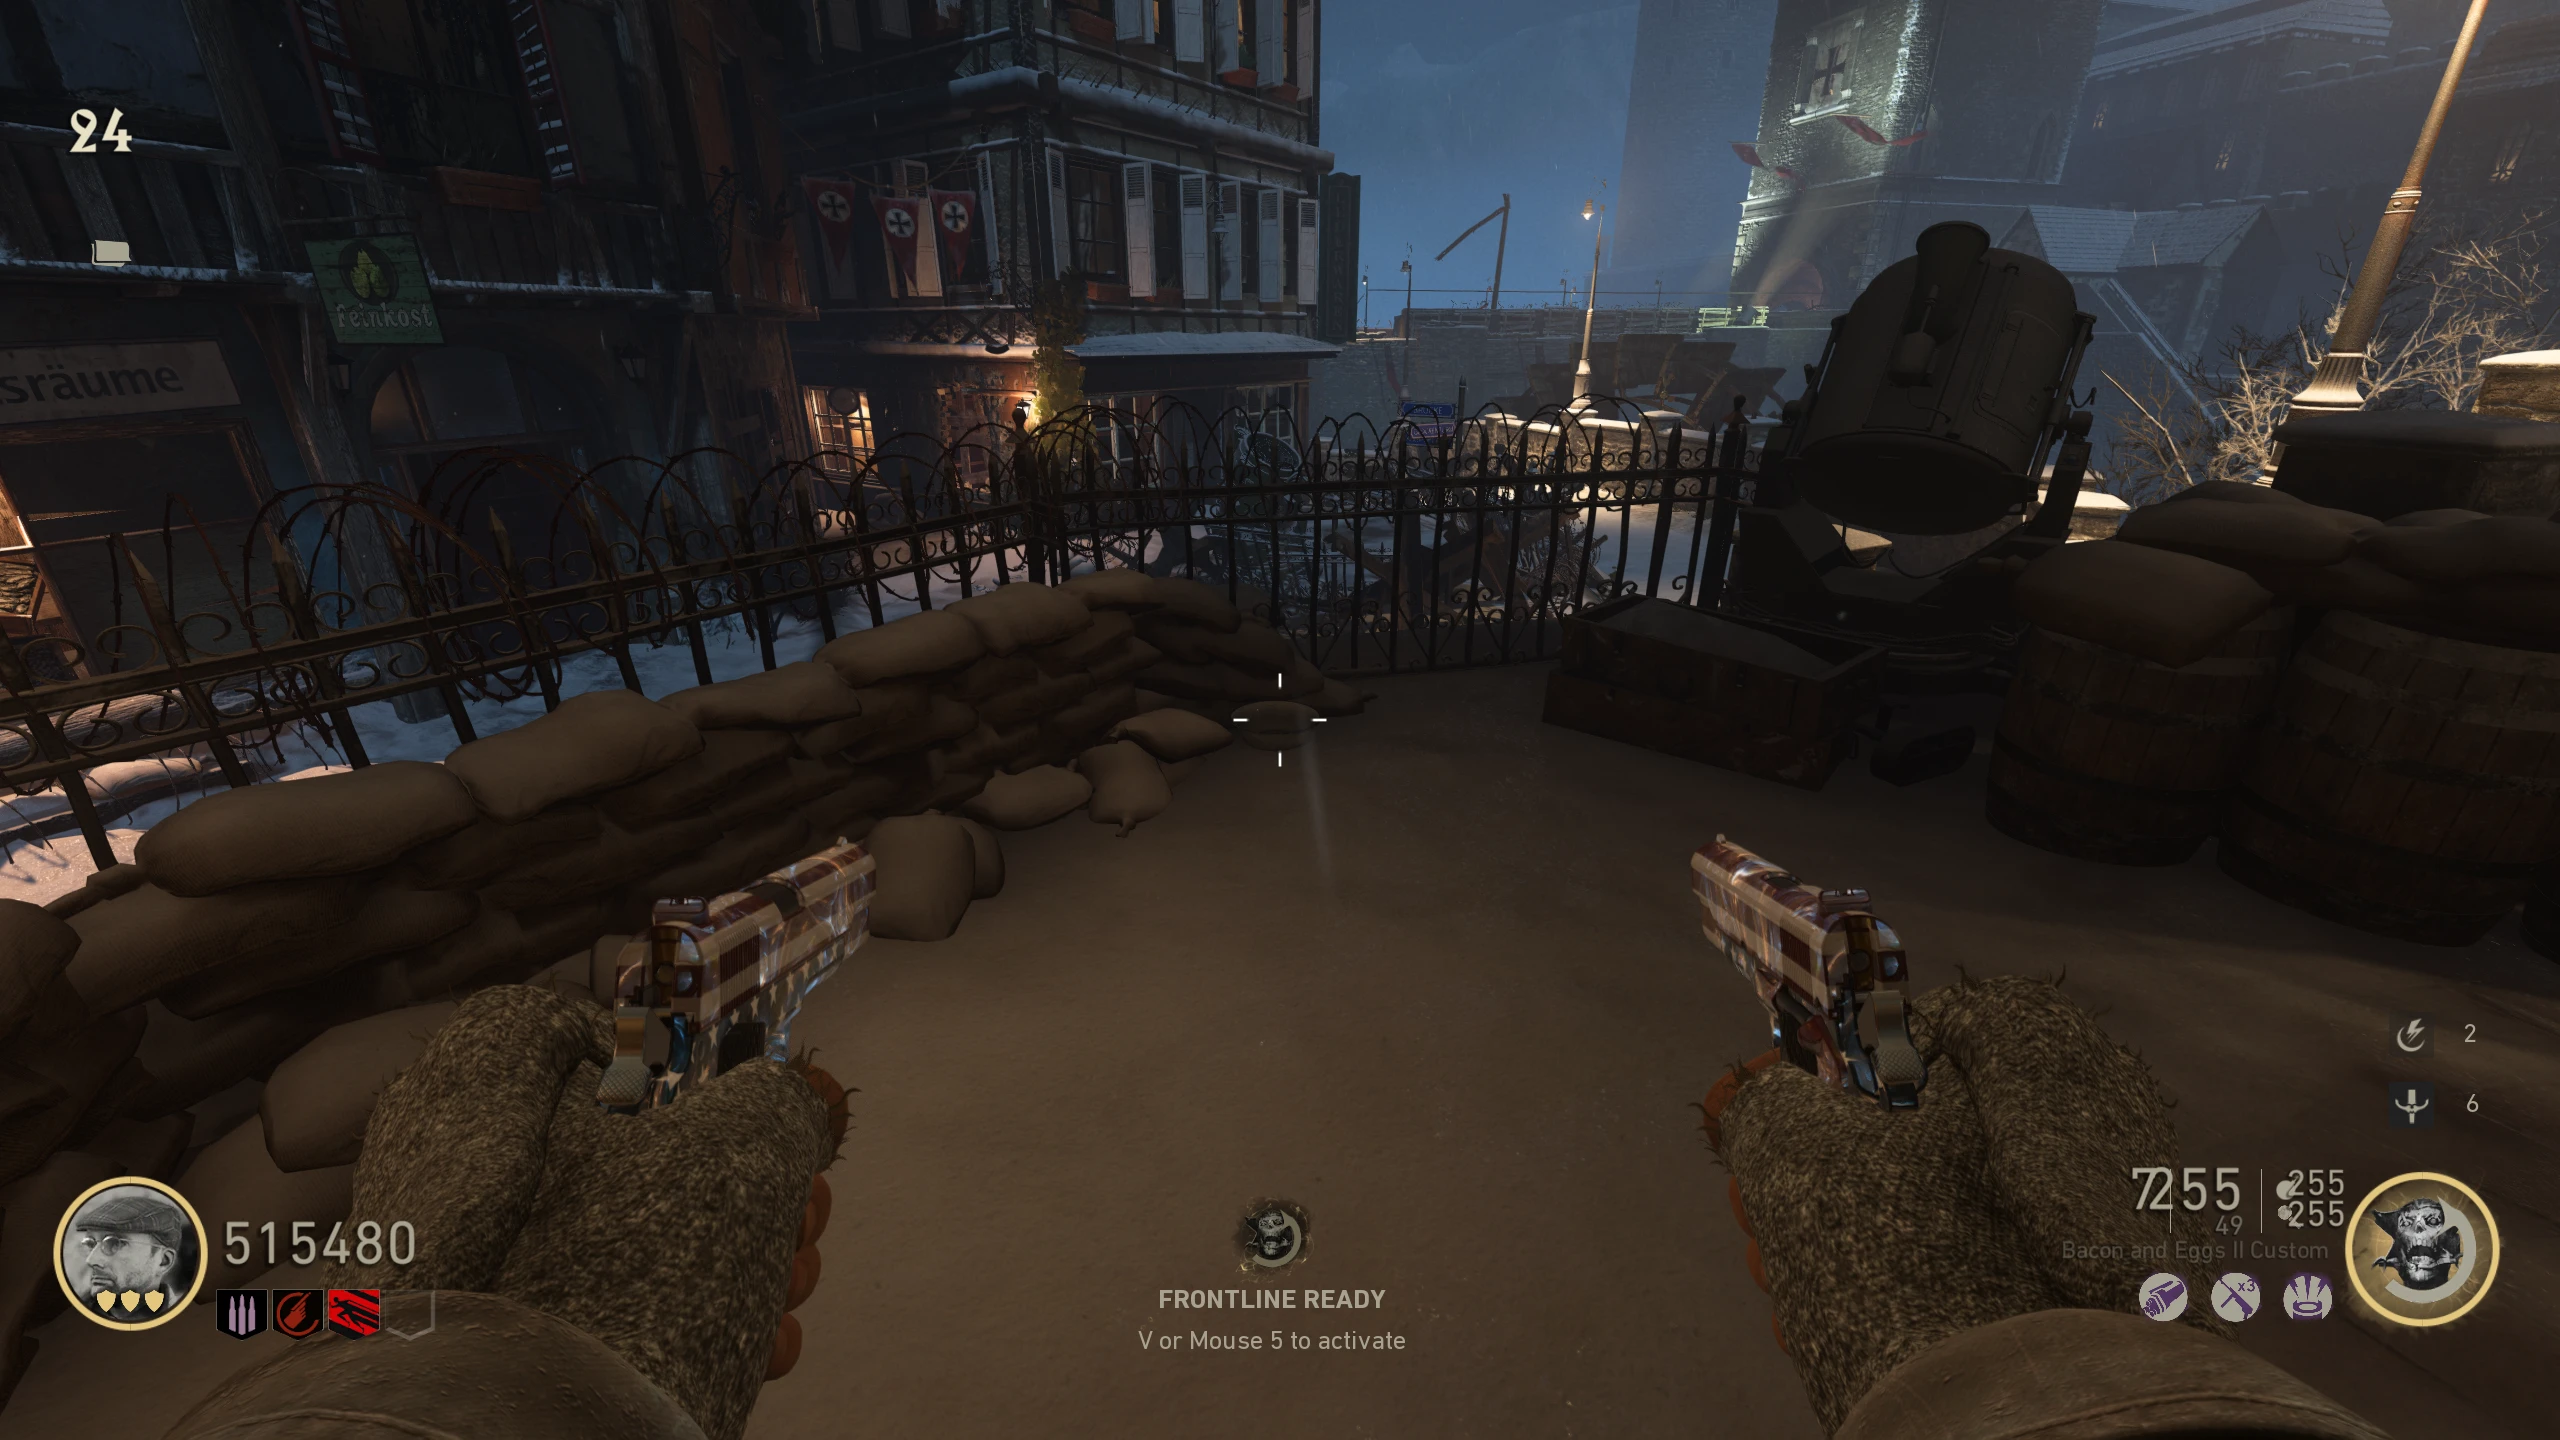 24
Feinkost
sräume
515480
FRONTLINE READY
V or Mouse 5 to activate
2
6
255
255
255
49
Bacon and Eggs II Custom
x3